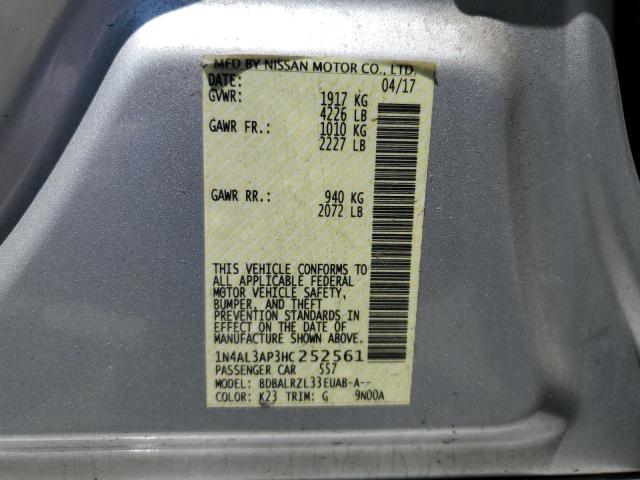 MFD BY NISSAN MOTOR CO., LTD.
DATE: 04/17
GVWR: 1917 KG
4226 LB
GAWR FR.: 1010 KG
2227 LB
GAWR RR.: 940 KG
2072 LB
THIS VEHICLE CONFORMS TO
ALL APPLICABLE FEDERAL
MOTOR VEHICLE SAFETY,
BUMPER, AND THEFT
PREVENTION STANDARDS IN
EFFECT ON THE DATE OF
MANUFACTURE SHOWN ABOVE.
1N4AL3AP3HC252561
PASSENGER CAR 557
MODEL: BDBALRZL33EUAB-A--
COLOR: K23 TRIM: G 9N00A